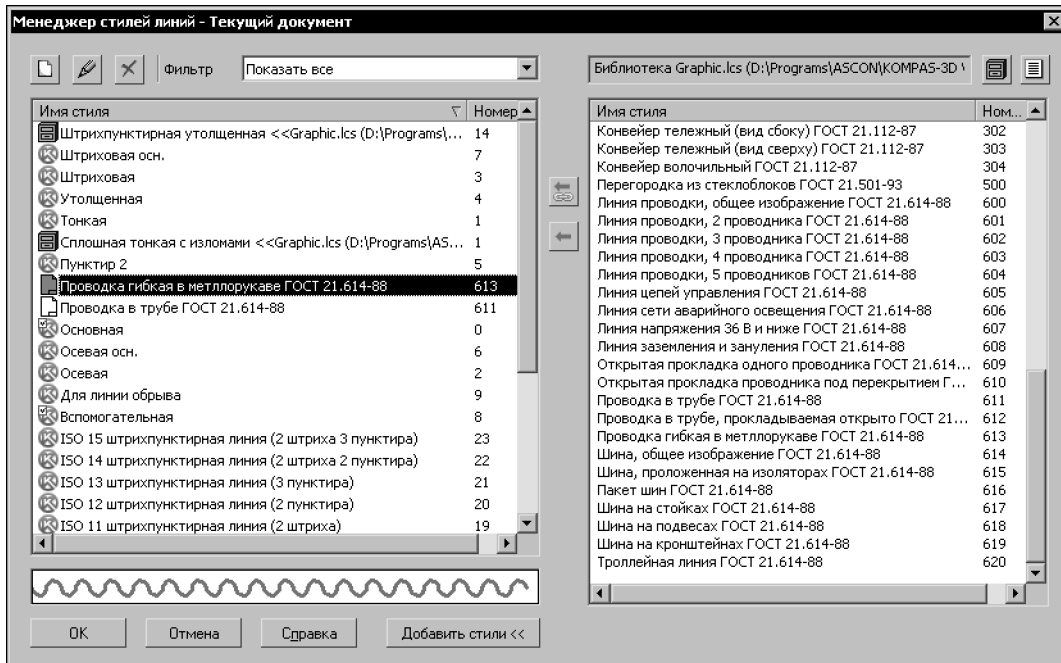 Менеджер стилей линий - Текущий документ
Фильтр
Показать все
Имя стиля
Номер
Штрихпунктирная утолщенная <<Graphic.lcs (D:\Programs\... 14
Штриховая осн. 7
Штриховая 3
Утолщенная 4
Тонкая 1
Сплошная тонкая с изломами <<Graphic.lcs (D:\Programs\AS... 1
Пунктир 2 5
Проводка гибкая в метллорукаве ГОСТ 21.614-88 613
Проводка в трубе ГОСТ 21.614-88 611
Основная 0
Осевая осн. 6
Осевая 2
Для линии обрыва 9
Вспомогательная 8
ISO 15 штрихпунктирная линия (2 штриха 3 пунктира) 23
ISO 14 штрихпунктирная линия (2 штриха 2 пунктира) 22
ISO 13 штрихпунктирная линия (3 пунктира) 21
ISO 12 штрихпунктирная линия (2 пунктира) 20
ISO 11 штрихпунктирная линия (2 штриха) 19
OK
Отмена
Справка
Добавить стили <<
Библиотека Graphic.lcs (D:\Programs\ASCON\KOMPAS-3D
Имя стиля
Ном...
Конвейер тележный (вид сбоку) ГОСТ 21.112-87 302
Конвейер тележный (вид сверху) ГОСТ 21.112-87 303
Конвейер волочильный ГОСТ 21.112-87 304
Перегородка из стеклоблоков ГОСТ 21.501-93 500
Линия проводки, общее изображение ГОСТ 21.614-88 600
Линия проводки, 2 проводника ГОСТ 21.614-88 601
Линия проводки, 3 проводника ГОСТ 21.614-88 602
Линия проводки, 4 проводника ГОСТ 21.614-88 603
Линия проводки, 5 проводников ГОСТ 21.614-88 604
Линия цепей управления ГОСТ 21.614-88 605
Линия сети аварийного освещения ГОСТ 21.614-88 606
Линия напряжения 36 В и ниже ГОСТ 21.614-88 607
Линия заземления и зануления ГОСТ 21.614-88 608
Открытая прокладка одного проводника ГОСТ 21.614... 609
Открытая прокладка проводника под перекрытием Г... 610
Проводка в трубе ГОСТ 21.614-88 611
Проводка в трубе, прокладываемая открыто ГОСТ 21... 612
Проводка гибкая в метллорукаве ГОСТ 21.614-88 613
Шина, общее изображение ГОСТ 21.614-88 614
Шина, проложенная на изоляторах ГОСТ 21.614-88 615
Пакет шин ГОСТ 21.614-88 616
Шина на стойках ГОСТ 21.614-88 617
Шина на подвесах ГОСТ 21.614-88 618
Шина на кронштейнах ГОСТ 21.614-88 619
Троллейная линия ГОСТ 21.614-88 620